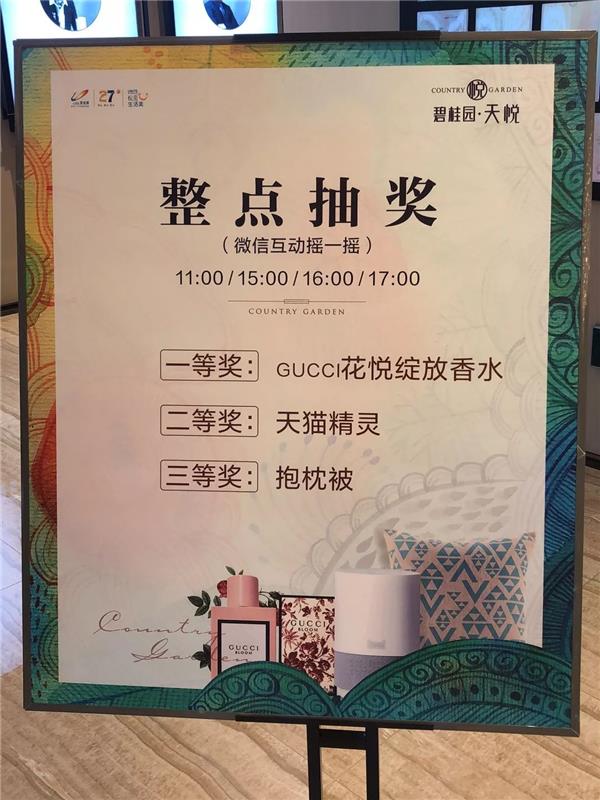 27
COUNTRY GARDEN
碧桂园·天悦
整点抽奖
（微信互动摇一摇）
11:00/15:00/16:00/17:00
COUNTRY GARDEN
一等奖： GUCCI花悦绽放香水
二等奖： 天猫精灵
三等奖： 抱枕被
Country
Garden
GUCCI
BLOOM
GUCCI
BLOOM